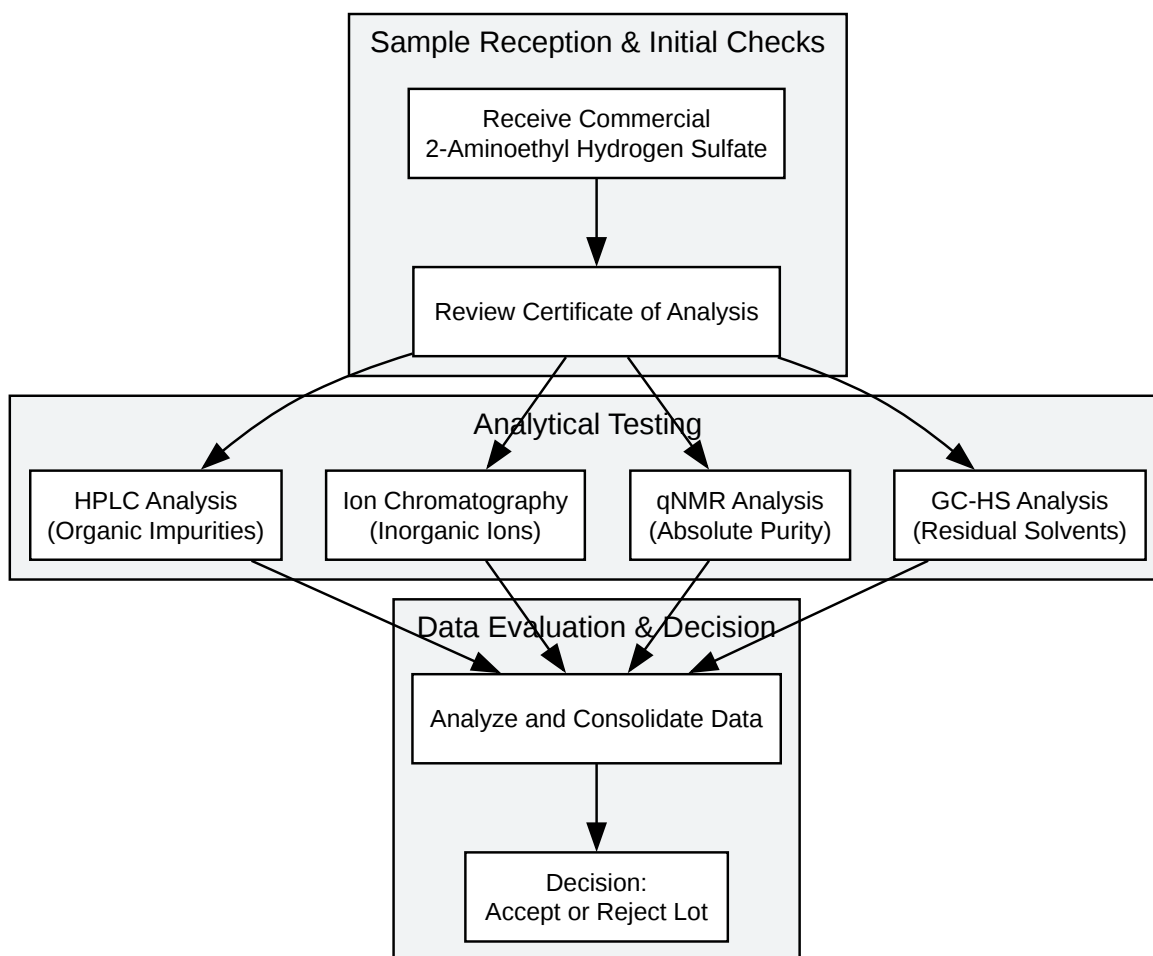 Sample Reception & Initial Checks
Receive Commercial
2-Aminoethyl Hydrogen Sulfate
Review Certificate of Analysis
Analytical Testing
HPLC Analysis
(Organic Impurities)
Ion Chromatography
(Inorganic Ions)
qNMR Analysis
(Absolute Purity)
GC-HS Analysis
(Residual Solvents)
Data Evaluation & Decision
Analyze and Consolidate Data
Decision:
Accept or Reject Lot